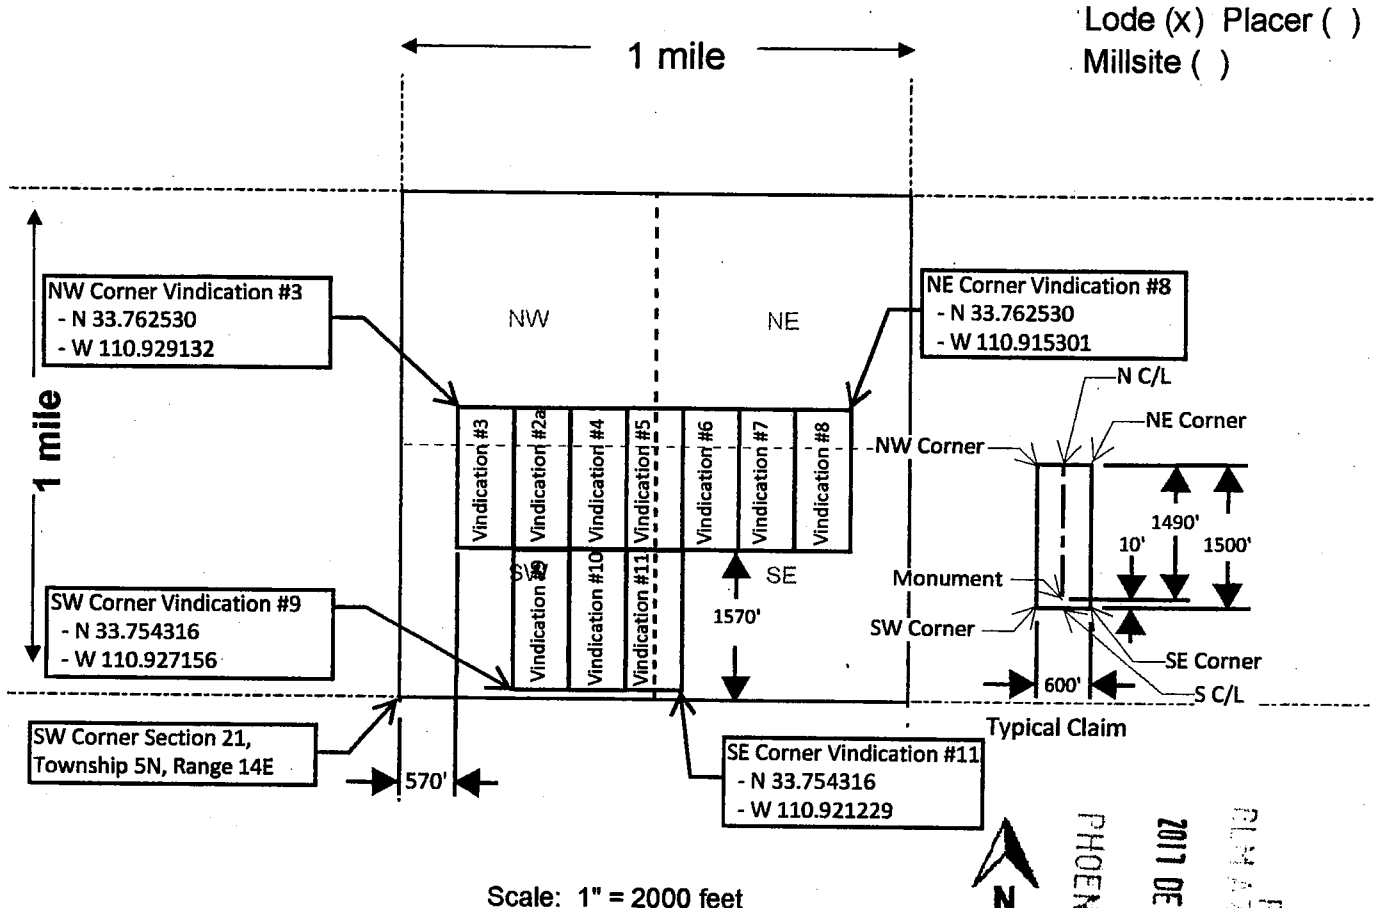 Lode (x) Placer ( )
Millsite ( )
1 mile
1 mile
NW Corner Vindication #3
- N 33.762530
- W 110.929132
NW
NE
NE Corner Vindication #8
- N 33.762530
- W 110.915301
Vindication #3
Vindication #2a
Vindication #4
Vindication #5
Vindication #6
Vindication #7
Vindication #8
N C/L
NE Corner
NW Corner
1490'
10'
1500'
Monument
SW Corner
SE Corner
600'
S C/L
Typical Claim
SW
SE
Vindication #9
Vindication #10
Vindication #11
1570'
SW Corner Vindication #9
- N 33.754316
- W 110.927156
SW Corner Section 21,
Township 5N, Range 14E
570'
SE Corner Vindication #11
- N 33.754316
- W 110.921229
N
Scale: 1" = 2000 feet
2017 DE
PHOEN